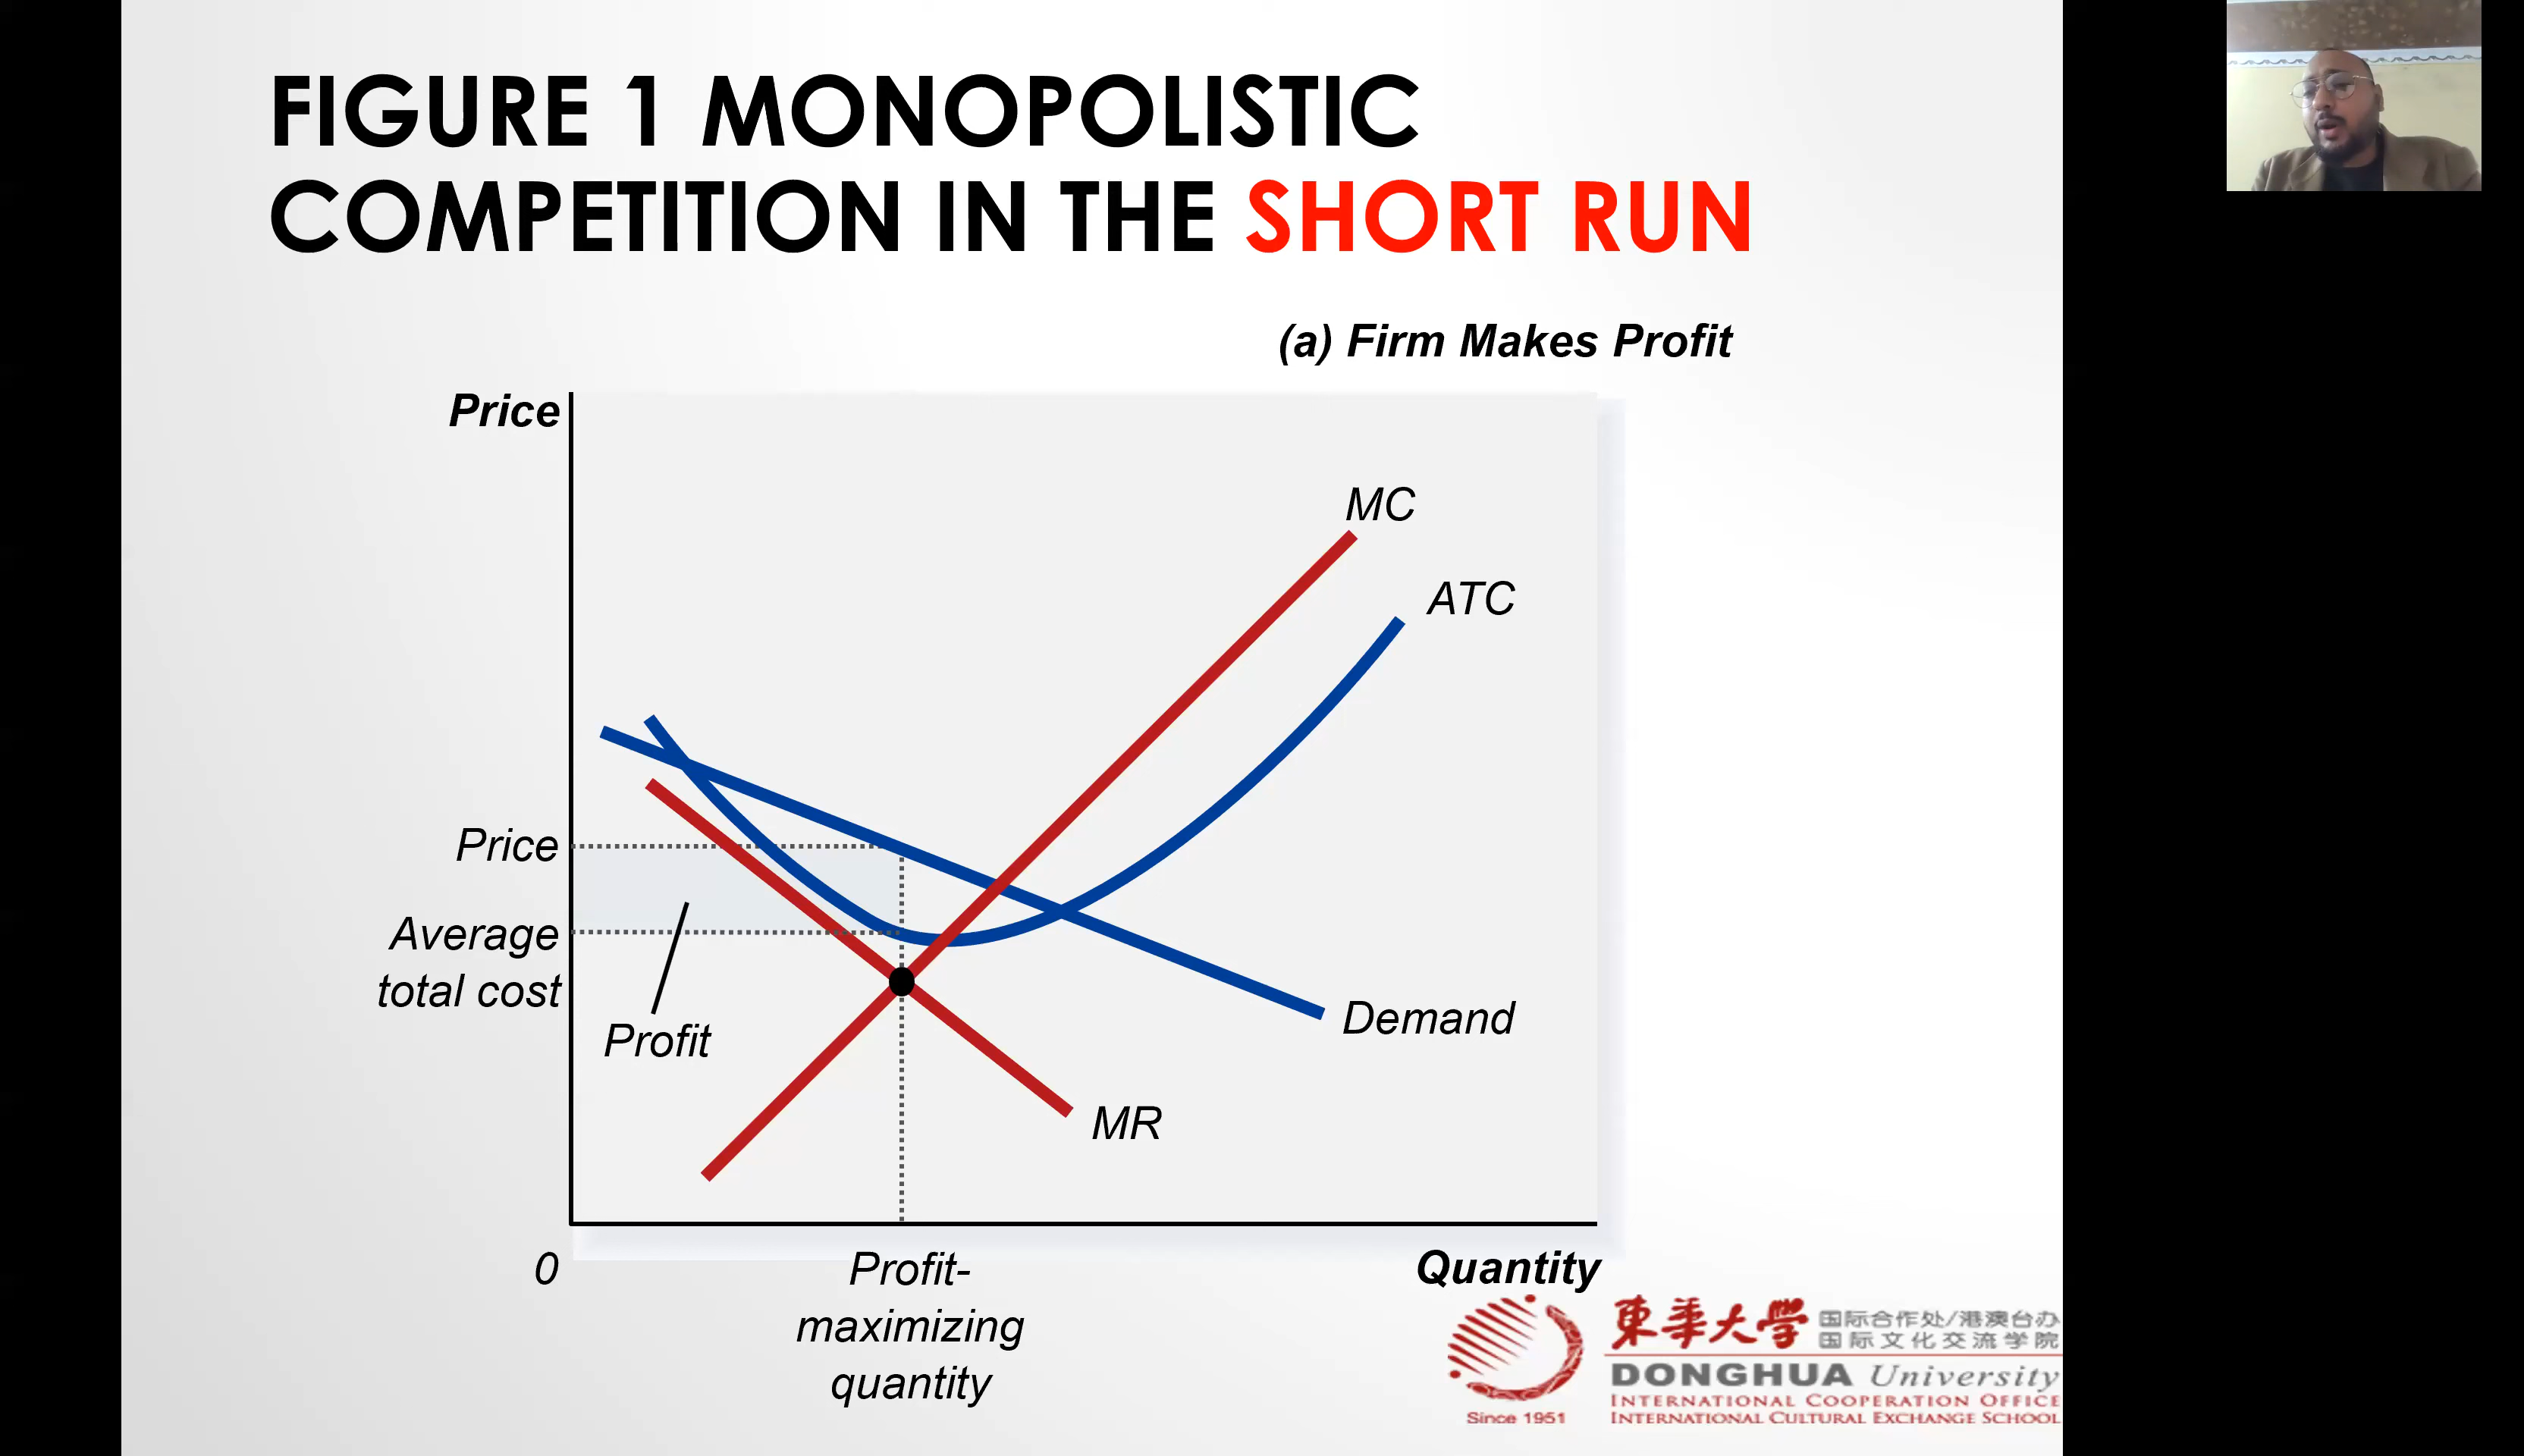 FIGURE 1 MONOPOLISTIC
COMPETITION IN THE SHORT RUN
(a) Firm Makes Profit
Price
MC
ATC
Price
Average
total cost
Profit
Demand
MR
0
Profit-
maximizing
quantity
Quantity
東華大學
国际合作处/港澳台办
国际文化交流学院
DONGHUA University
INTERNATIONAL COOPERATION OFFICE
INTERNATIONAL CULTURAL EXCHANGE SCHOOL
Since 1951